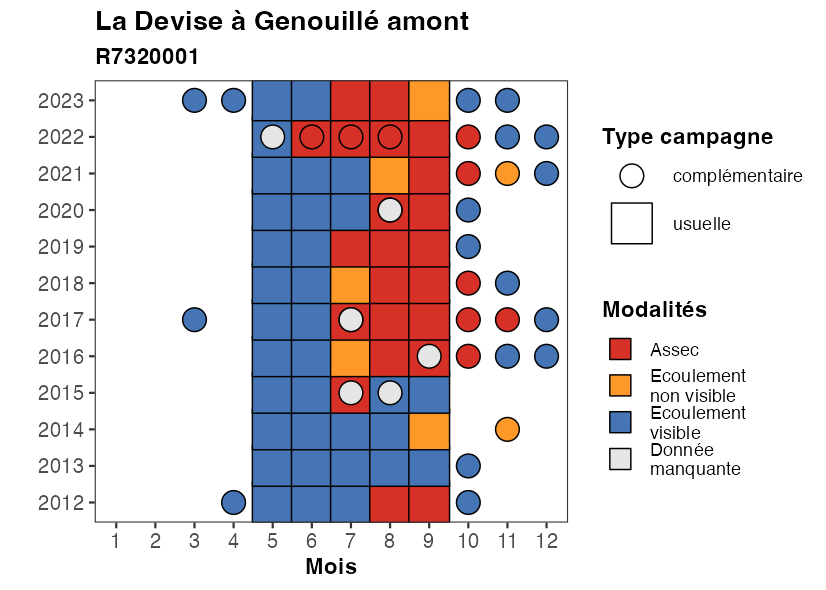 La Devise à Genouillé amont
R7320001
2023
2022
2021
2020
2019
2018
2017
2016
2015
2014
2013
2012
1 2 3 4 5 6 7 8 9 10 11 12
Mois
Type campagne
complémentaire
usuelle
Modalités
Assec
Ecoulement
non visible
Ecoulement
visible
Donnée
manquante